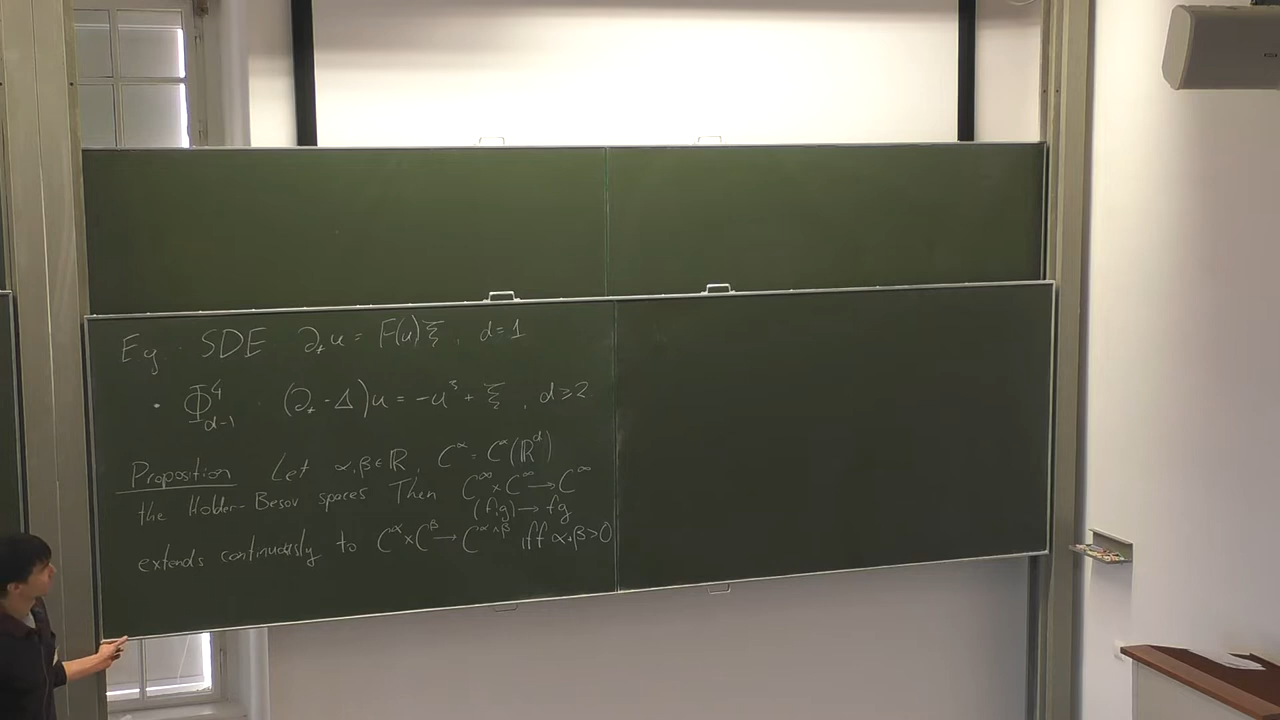 Eg. SDE ∂ₜu = F(u)ξ, d=1
• Φ⁴_{d-1} (∂ₜ-Δ)u = -u³ + ξ, d≥2
Proposition Let α,β∈ℝ, C^α = C^α(ℝ^d)
the Hölder-Besov spaces Then C^∞ × C^∞ → C^∞
(f,g) → fg
extends continuously to C^α × C^β → C^{α∧β} iff α+β>0